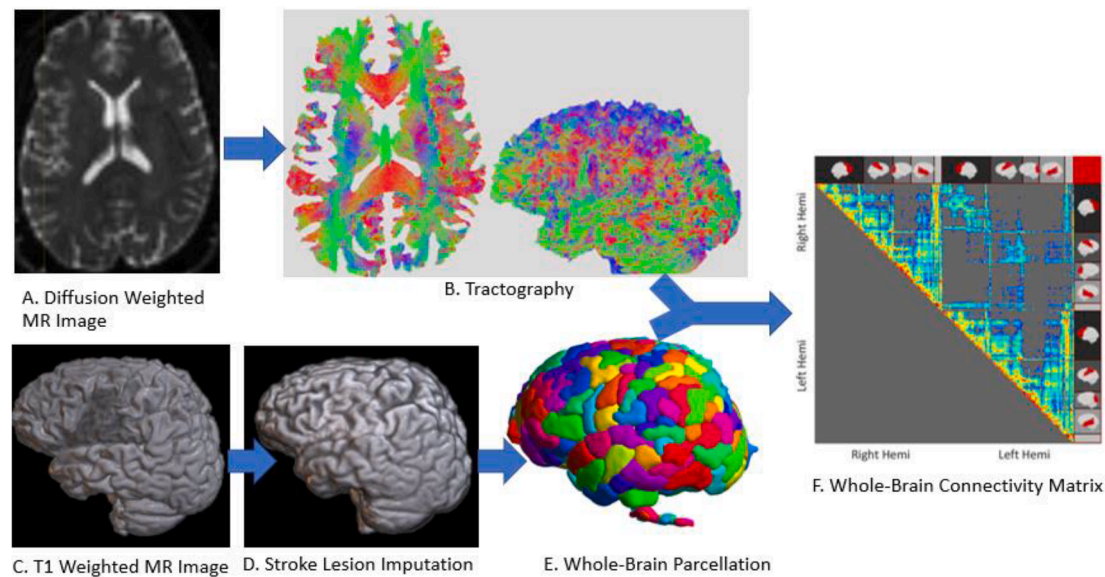 A. Diffusion Weighted
MR Image
B. Tractography
Right Hemi
Left Hemi
Right Hemi
Left Hemi
F. Whole-Brain Connectivity Matrix
C. T1 Weighted MR Image
D. Stroke Lesion Imputation
E. Whole-Brain Parcellation